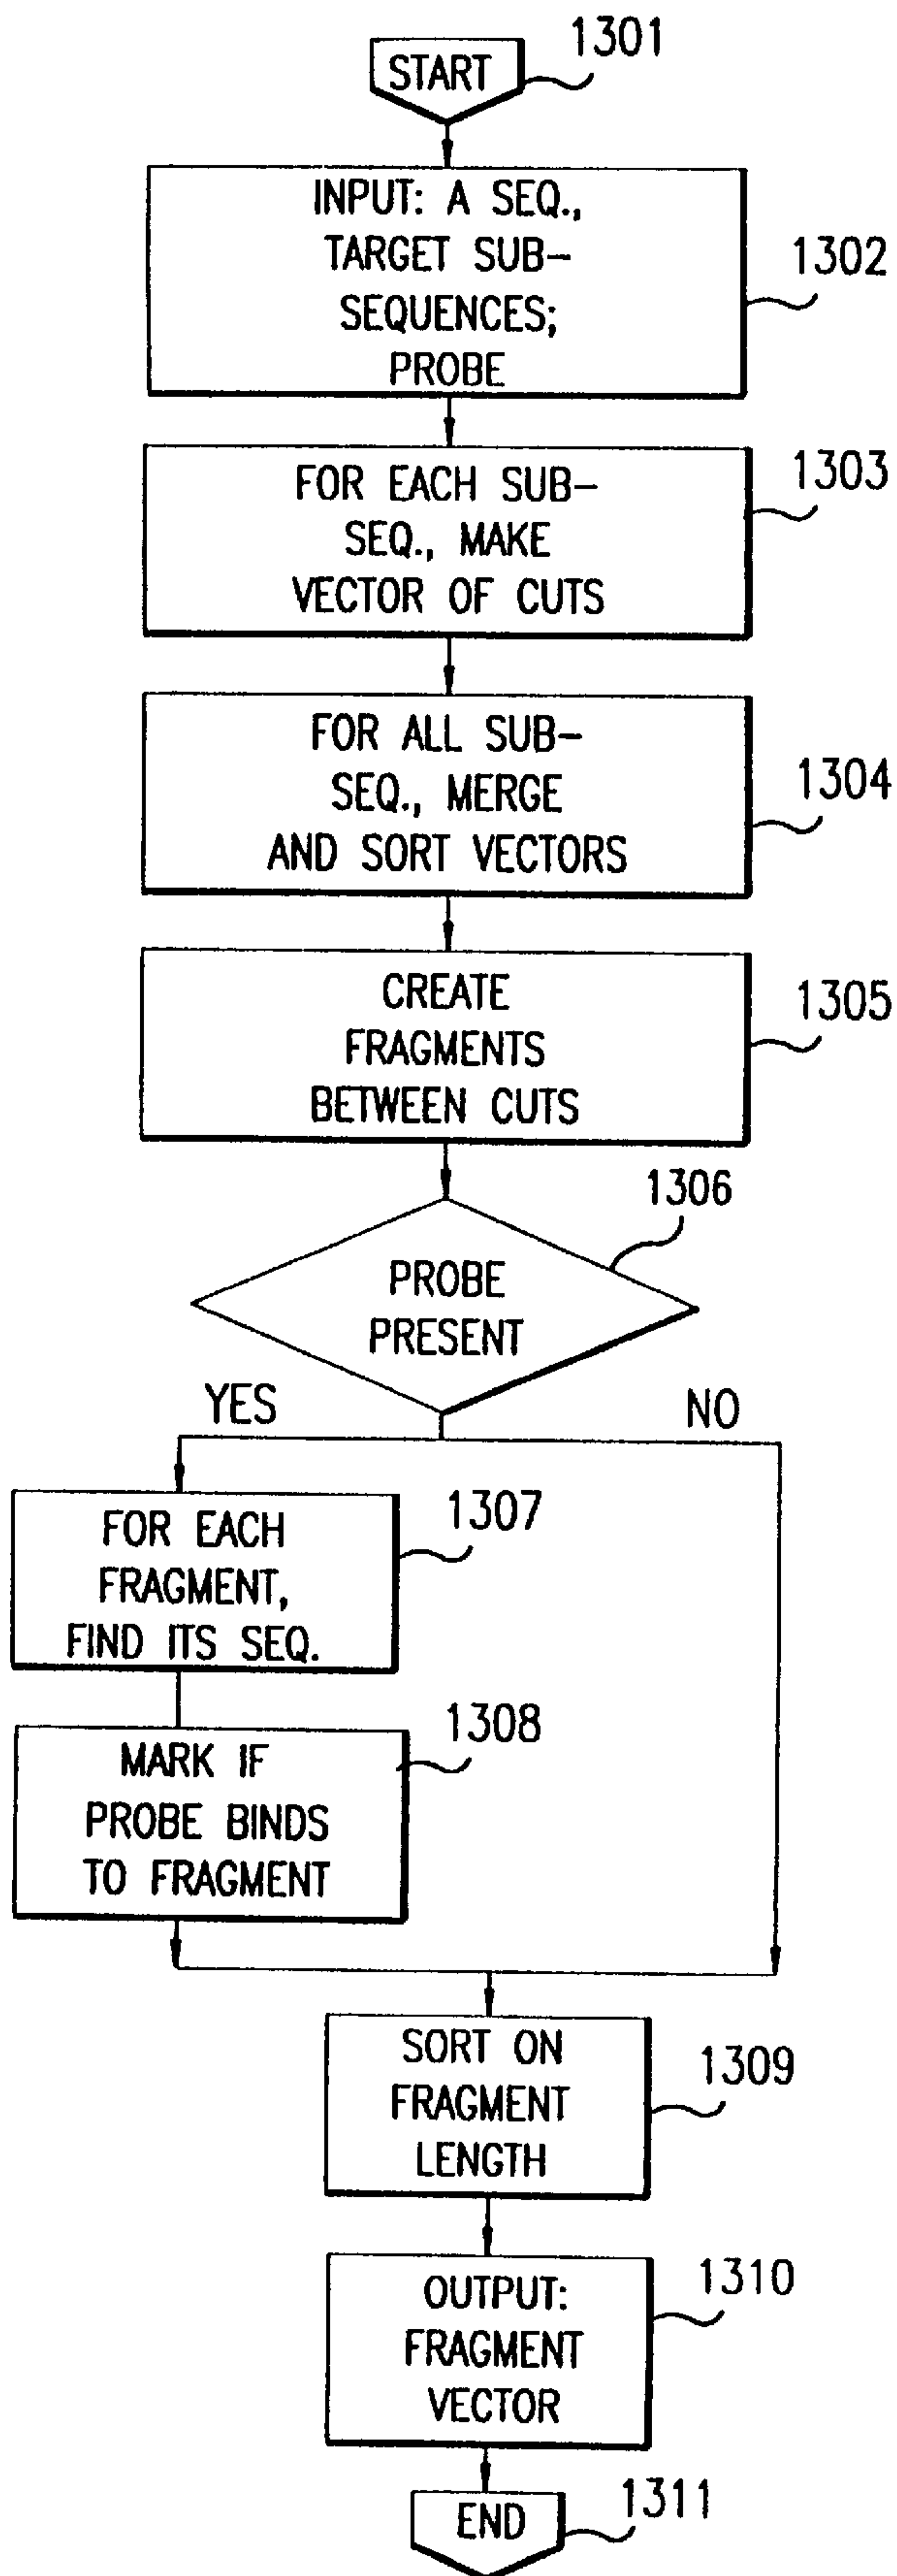 START
1301
INPUT: A SEQ.,
TARGET SUB-
SEQUENCES;
PROBE
1302
FOR EACH SUB-
SEQ., MAKE
VECTOR OF CUTS
1303
FOR ALL SUB-
SEQ., MERGE
AND SORT VECTORS
1304
CREATE
FRAGMENTS
BETWEEN CUTS
1305
PROBE
PRESENT
1306
YES
NO
FOR EACH
FRAGMENT,
FIND ITS SEQ.
1307
MARK IF
PROBE BINDS
TO FRAGMENT
1308
SORT ON
FRAGMENT
LENGTH
1309
OUTPUT:
FRAGMENT
VECTOR
1310
END
1311